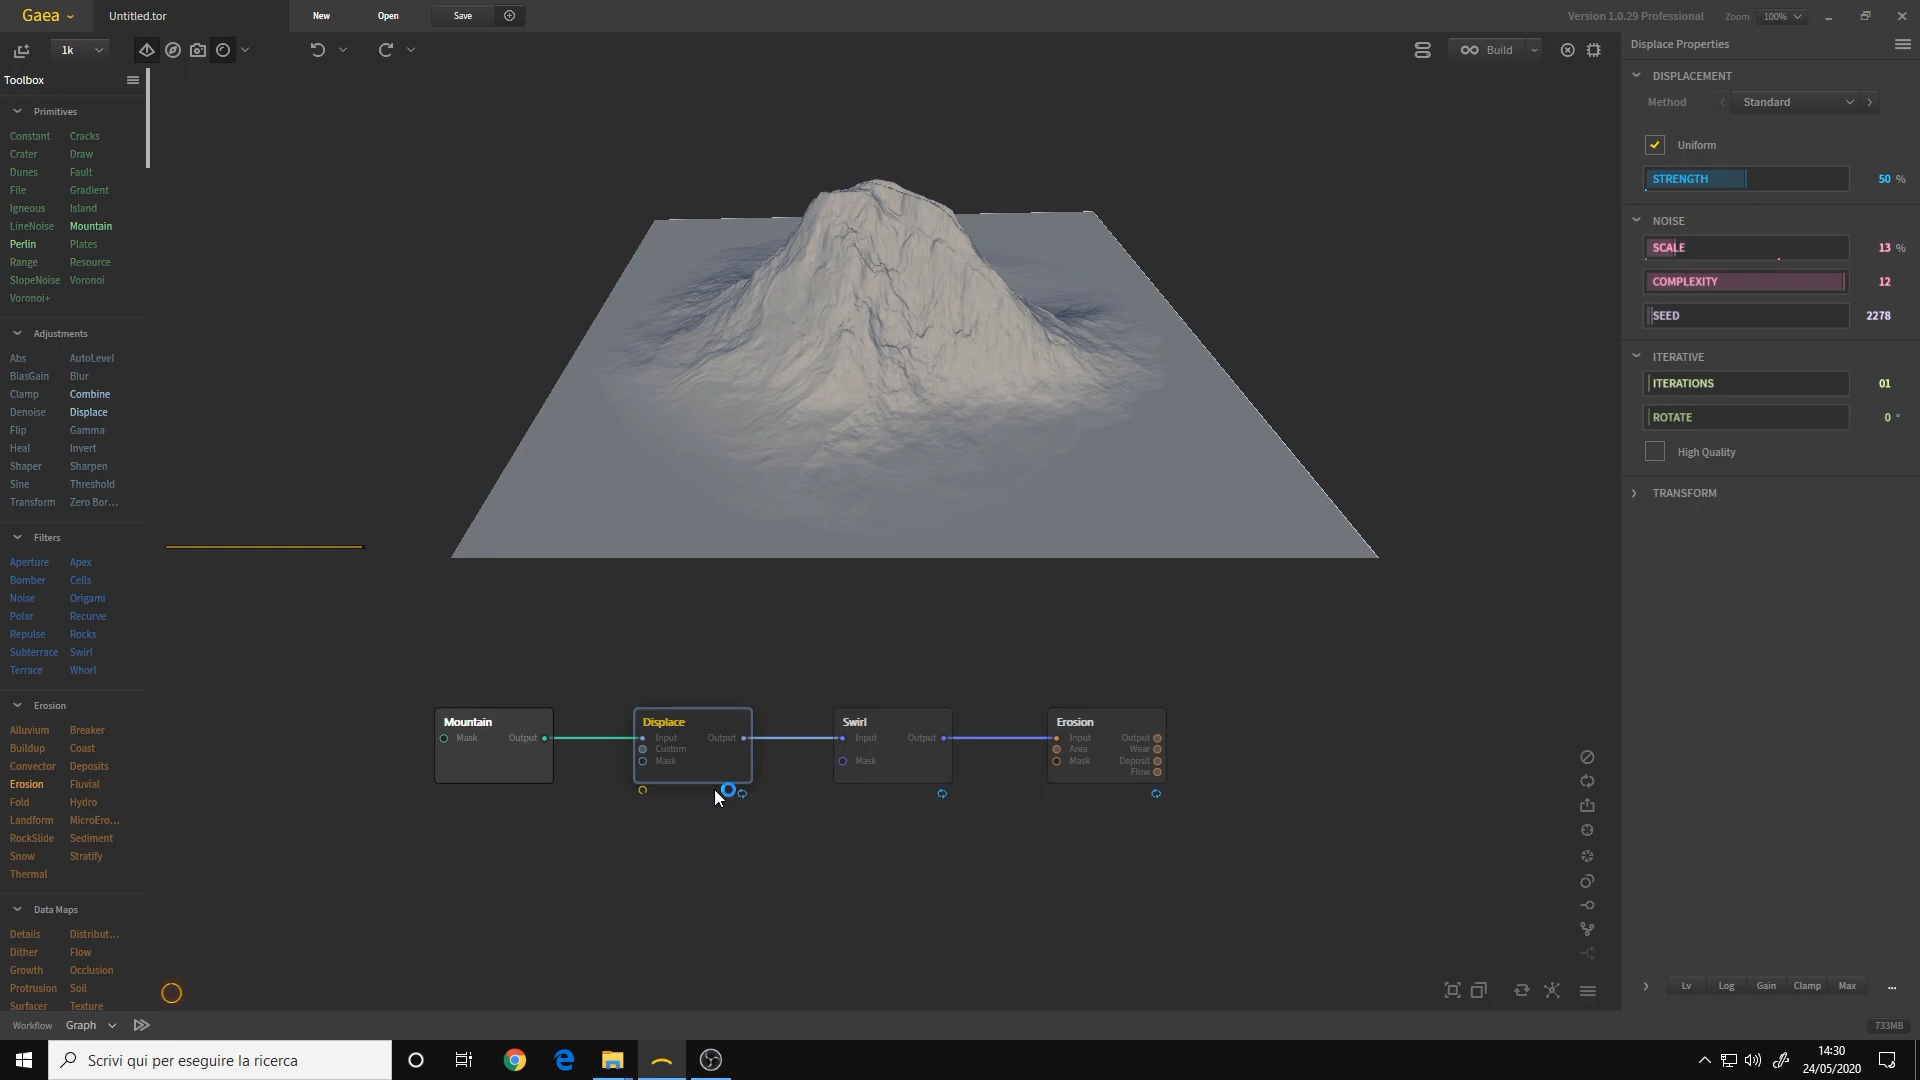 Gaea
Untitled.tor
New
Open
Save
Version 1.0.29 Professional
Zoom
100%
1k
Build
Displace Properties
Toolbox
Primitives
Constant Cracks
Crater Draw
Dunes Fault
File Gradient
Igneous Island
LineNoise Mountain
Perlin Plates
Range Resource
SlopeNoise Voronoi
Voronoi+
Adjustments
Abs AutoLevel
BiasGain Blur
Clamp Combine
Denoise Displace
Flip Gamma
Heal Invert
Shaper Sharpen
Sine Threshold
Transform Zero Bor...
Filters
Aperture Apex
Bomber Cells
Noise Origami
Polar Recurve
Repulse Rocks
Subterrace Swirl
Terrace Whorl
Erosion
Alluvium Breaker
Buildup Coast
Convector Deposits
Erosion Fluvial
Fold Hydro
Landform MicroEro...
RockSlide Sediment
Snow Stratify
Thermal
Data Maps
Details Distribut...
Dither Flow
Growth Occlusion
Protrusion Soil
Surfacer Texture
Mountain
Mask Output
Displace
Input Output
Custom
Mask
Swirl
Input Output
Mask
Erosion
Input Output
Area Wear
Mask Deposit
Flow
DISPLACEMENT
Method Standard
Uniform
STRENGTH 50 %
NOISE
SCALE 13 %
COMPLEXITY 12
SEED 2278
ITERATIVE
ITERATIONS 01
ROTATE 0 °
High Quality
TRANSFORM
Lv Log Gain Clamp Max ...
Workflow Graph
733MB
Scrivi qui per eseguire la ricerca
14:30
24/05/2020